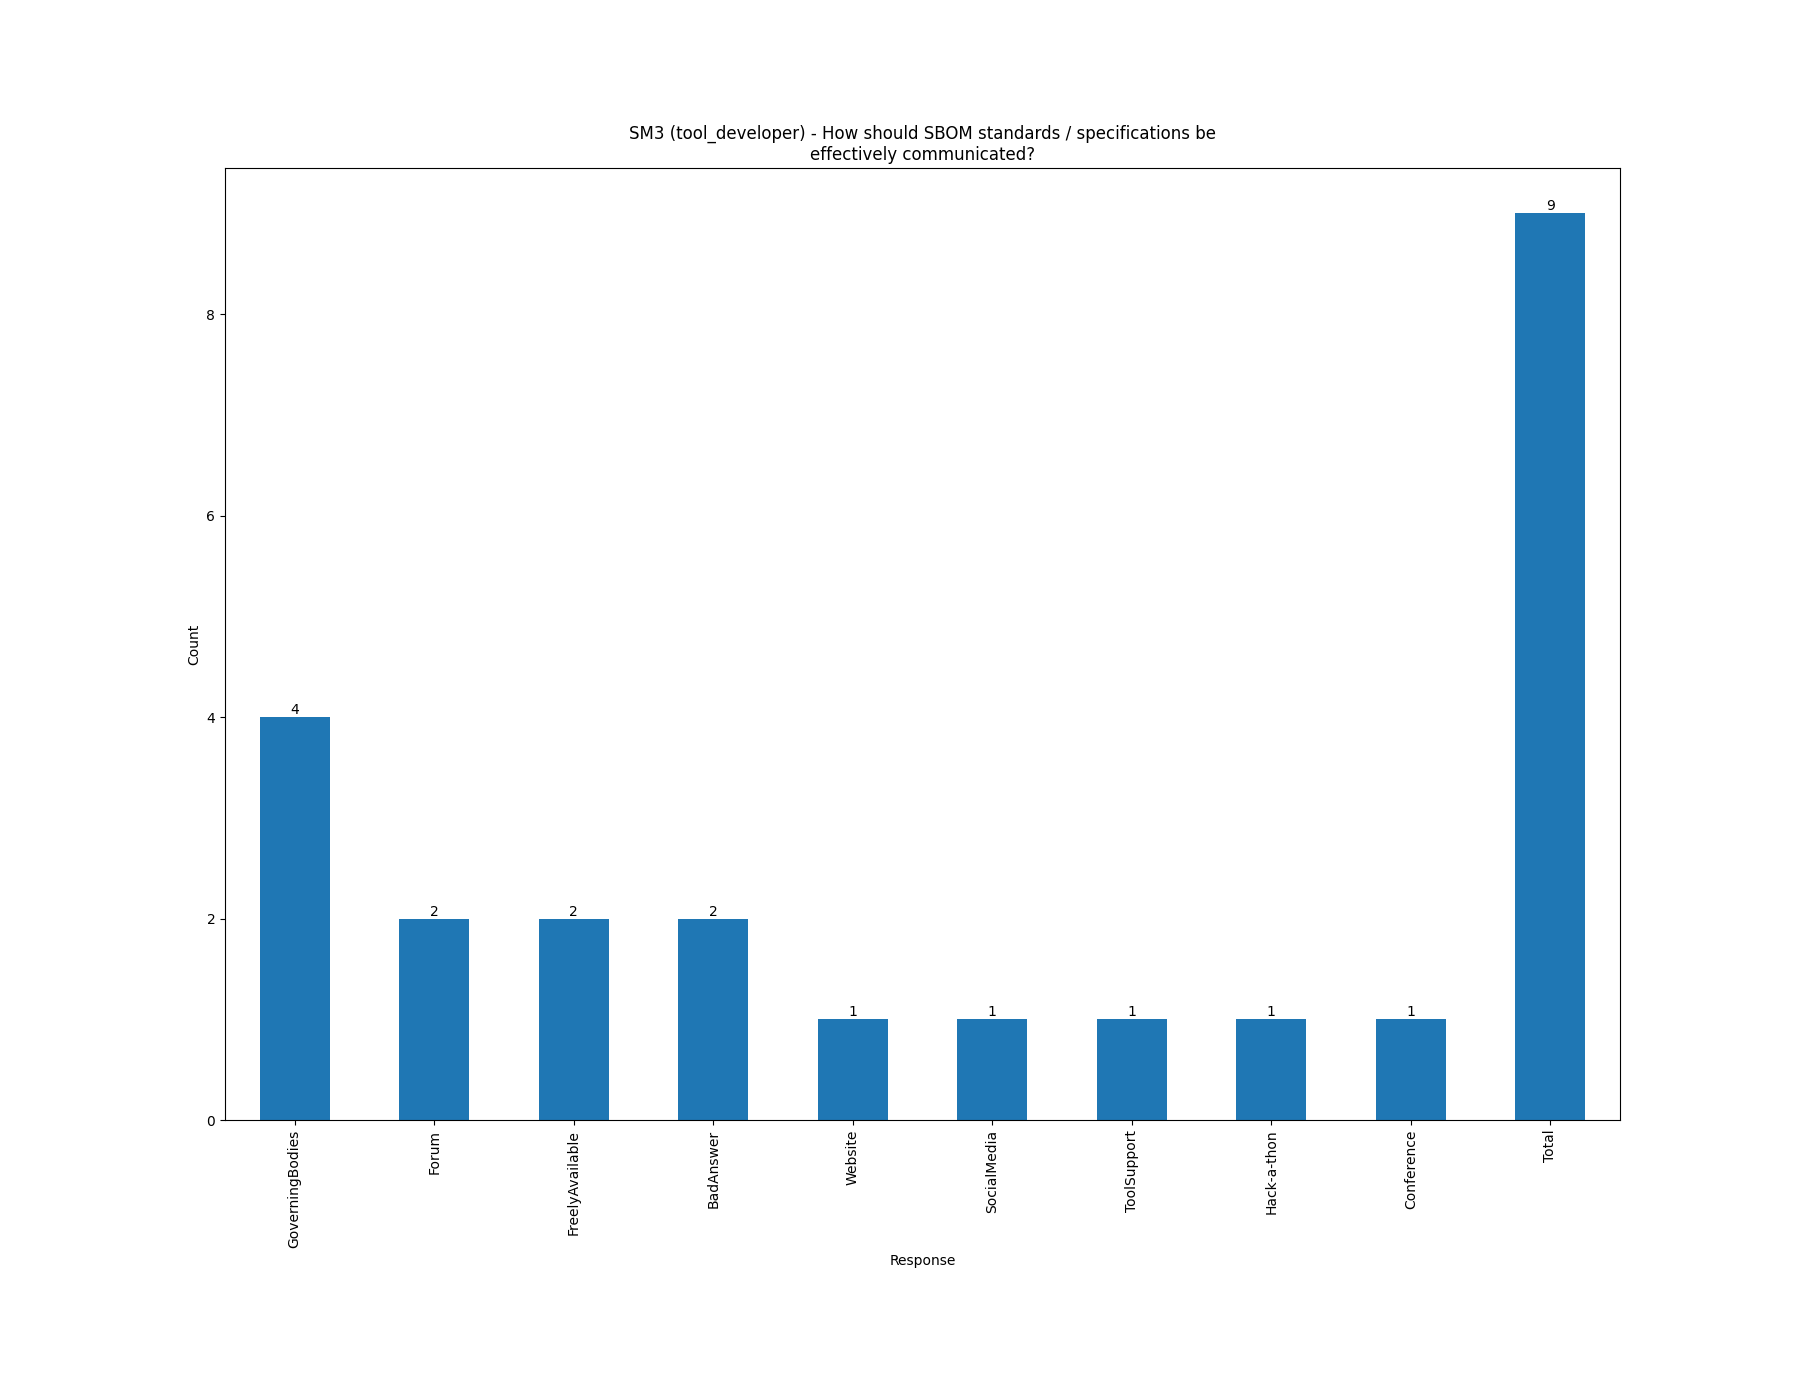 SM3 (tool_developer) - How should SBOM standards / specifications be
effectively communicated?
Count
8
6
4
2
0
4
2
2
2
1
1
1
1
1
9
GoverningBodies
Forum
FreelyAvailable
BadAnswer
Website
SocialMedia
ToolSupport
Hack-a-thon
Conference
Total
Response